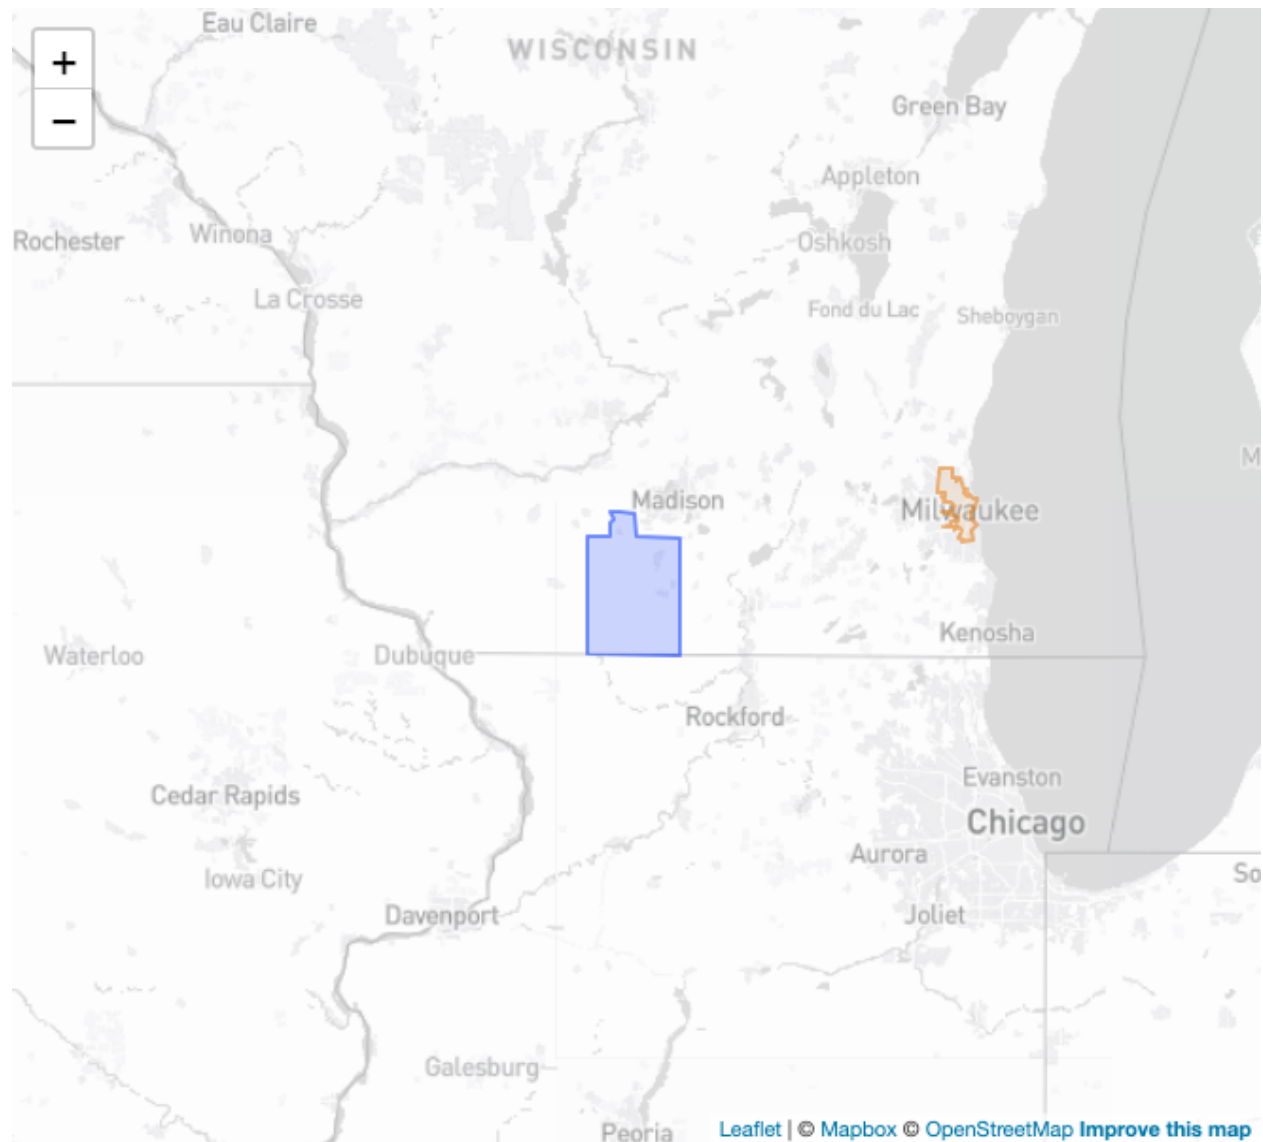 Eau Claire
WISCONSIN
+
−
Green Bay
Appleton
Rochester
Winona
Oshkosh
La Crosse
Fond du Lac
Sheboygan
M
Madison
Milwaukee
Kenosha
Waterloo
Dubuque
Rockford
Evanston
Cedar Rapids
Chicago
Aurora
Iowa City
So
Davenport
Joliet
Galesburg
Peoria
Leaflet | © Mapbox © OpenStreetMap Improve this map